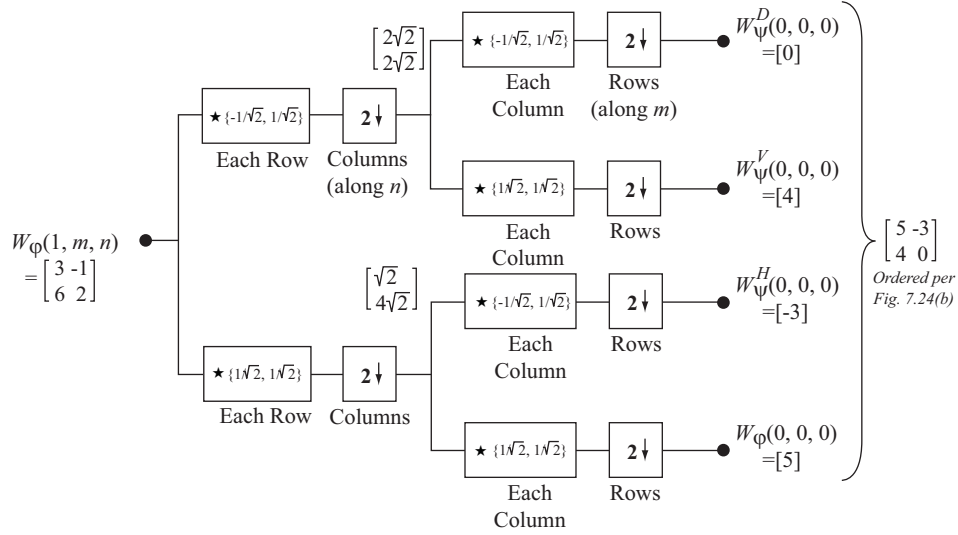 [2√2
2√2]
★ {-1/√2, 1/√2}
Each
Column
2↓
Rows
(along m)
W_ψ^D(0, 0, 0)
=[0]
★ {-1/√2, 1/√2}
Each Row
2↓
Columns
(along n)
★ {1/√2, 1/√2}
Each
Column
2↓
Rows
W_ψ^V(0, 0, 0)
=[4]
W_φ(1, m, n)
= [3 -1
6 2]
[√2
4√2]
★ {-1/√2, 1/√2}
Each
Column
2↓
Rows
W_ψ^H(0, 0, 0)
=[-3]
★ {1/√2, 1/√2}
Each Row
2↓
Columns
★ {1/√2, 1/√2}
Each
Column
2↓
Rows
W_φ(0, 0, 0)
=[5]
[5 -3
4 0]
Ordered per
Fig. 7.24(b)